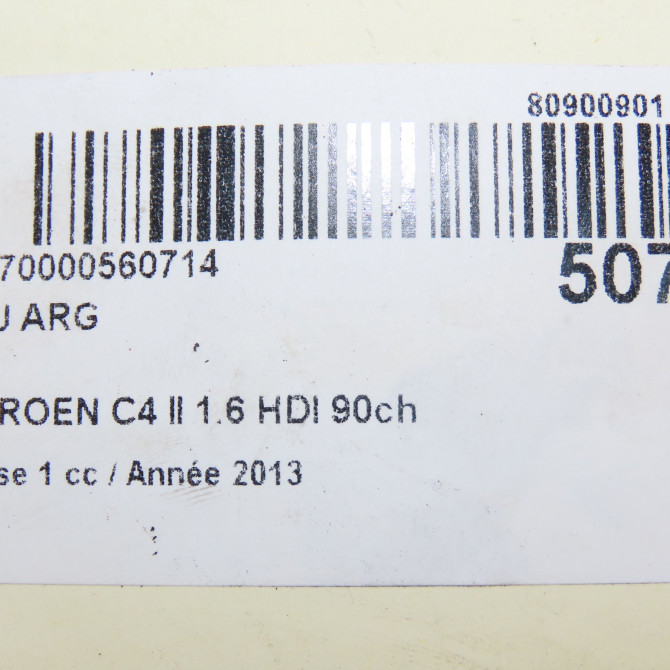 80900901
70000560714
507
U ARG
ROEN C4 II 1.6 HDI 90ch
se 1 cc / Année 2013